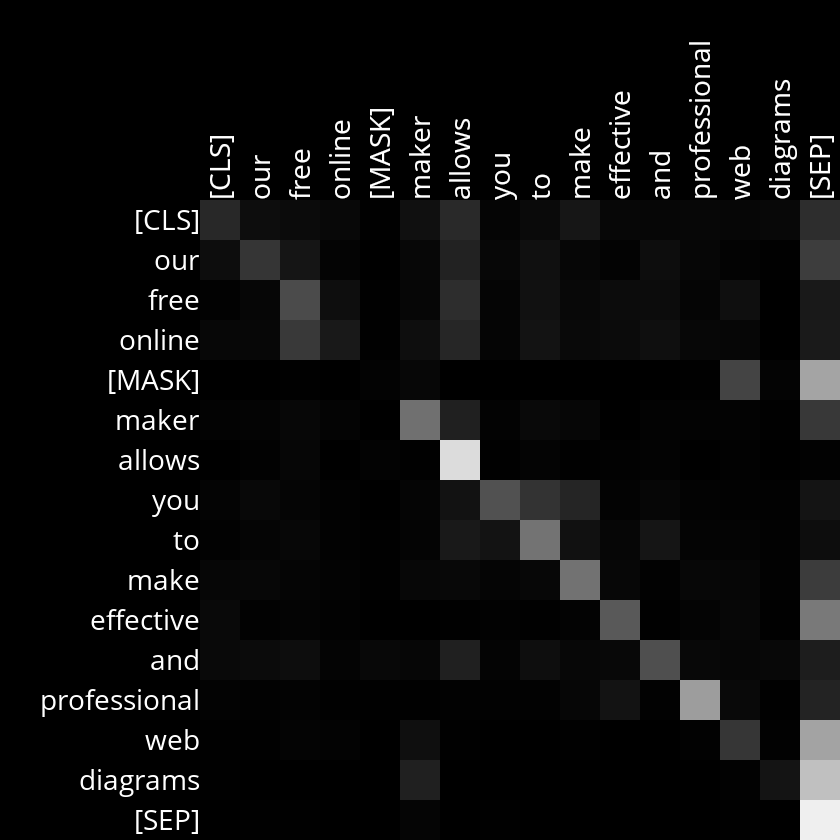 [CLS] our free online [MASK] maker allows you to make effective and professional web diagrams [SEP]
[CLS]
our
free
online
[MASK]
maker
allows
you
to
make
effective
and
professional
web
diagrams
[SEP]